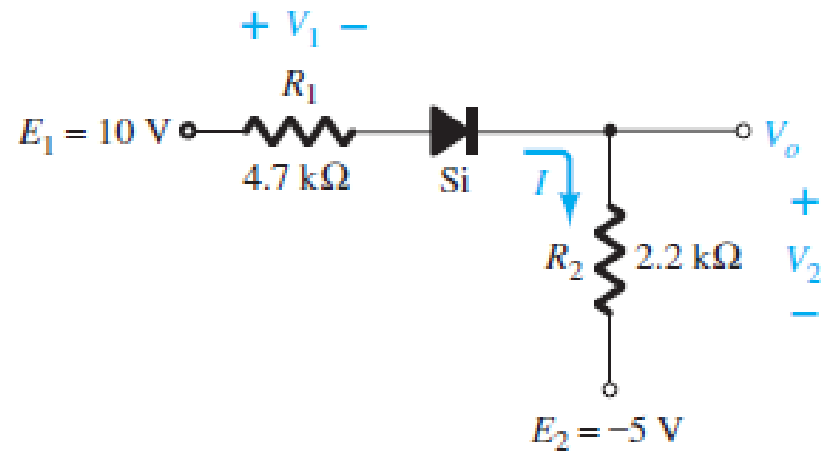 + V₁ −
R₁
E₁ = 10 V
4.7 kΩ
Si
I
Vₒ
+
R₂
2.2 kΩ
V₂
−
E₂ = −5 V